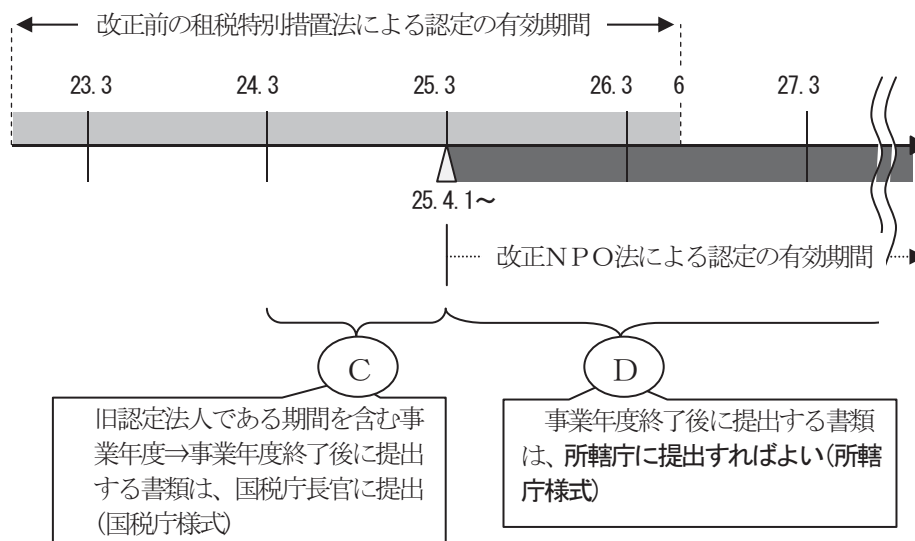 改正前の租税特別措置法による認定の有効期間
23.3 24.3 25.3 26.3 6 27.3
25.4.1～
改正ＮＰＯ法による認定の有効期間
Ｃ
Ｄ
旧認定法人である期間を含む事
業年度⇒事業年度終了後に提出
する書類は、国税庁長官に提出
(国税庁様式)
事業年度終了後に提出する書類
は、所轄庁に提出すればよい(所轄
庁様式)